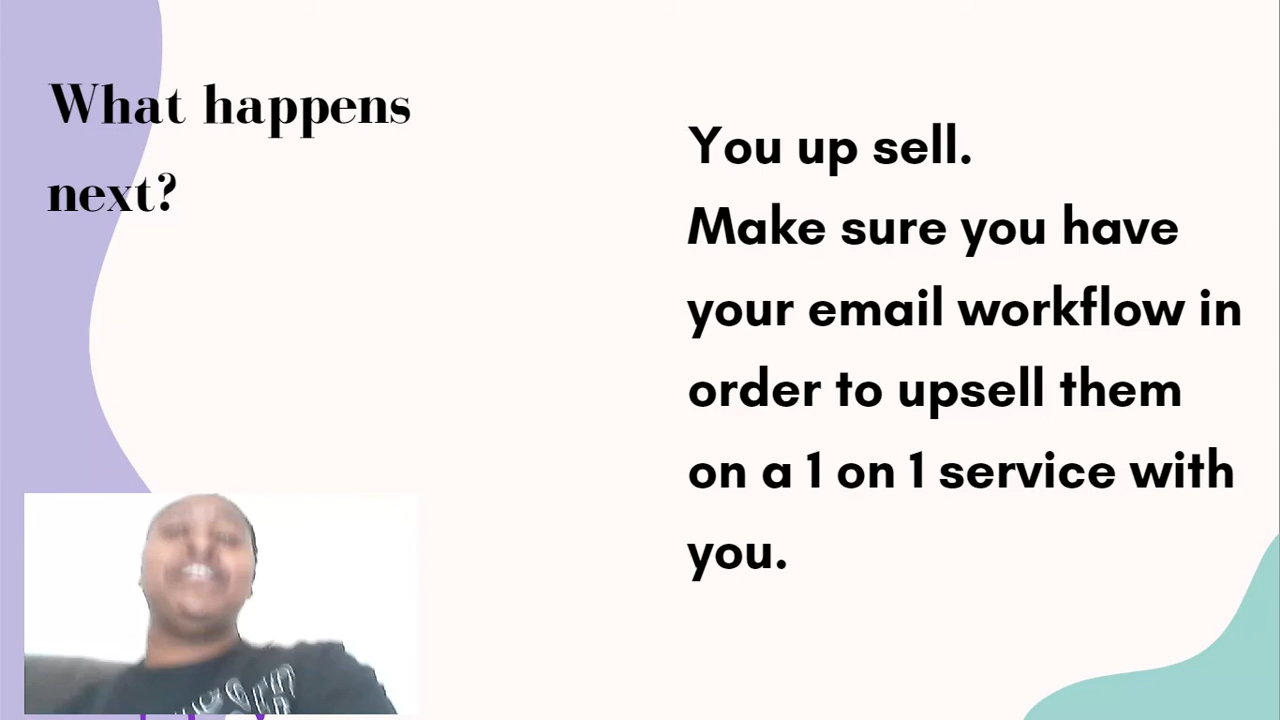 What happens
next?
You up sell.
Make sure you have
your email workflow in
order to upsell them
on a 1 on 1 service with
you.